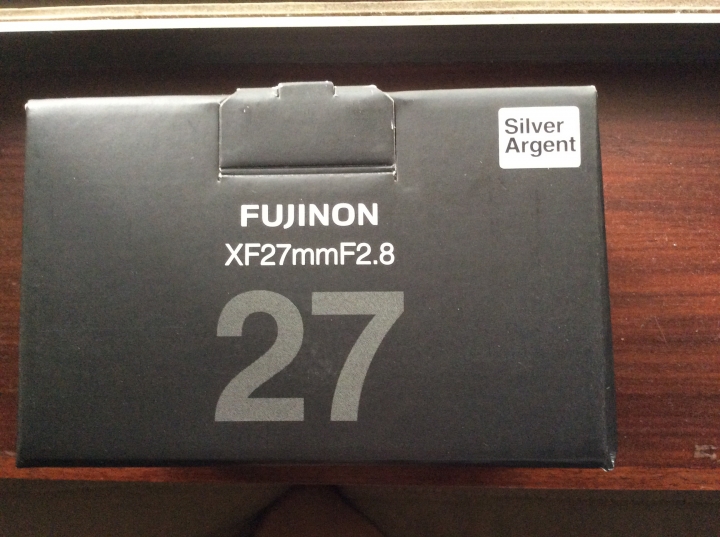 Silver
Argent
FUJINON
XF27mmF2.8
27